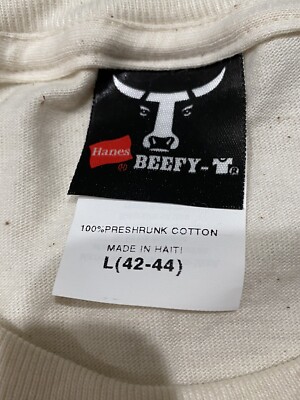 Hanes
®
BEEFY-T®
100% PRESHRUNK COTTON
MADE IN HAITI
L(42-44)